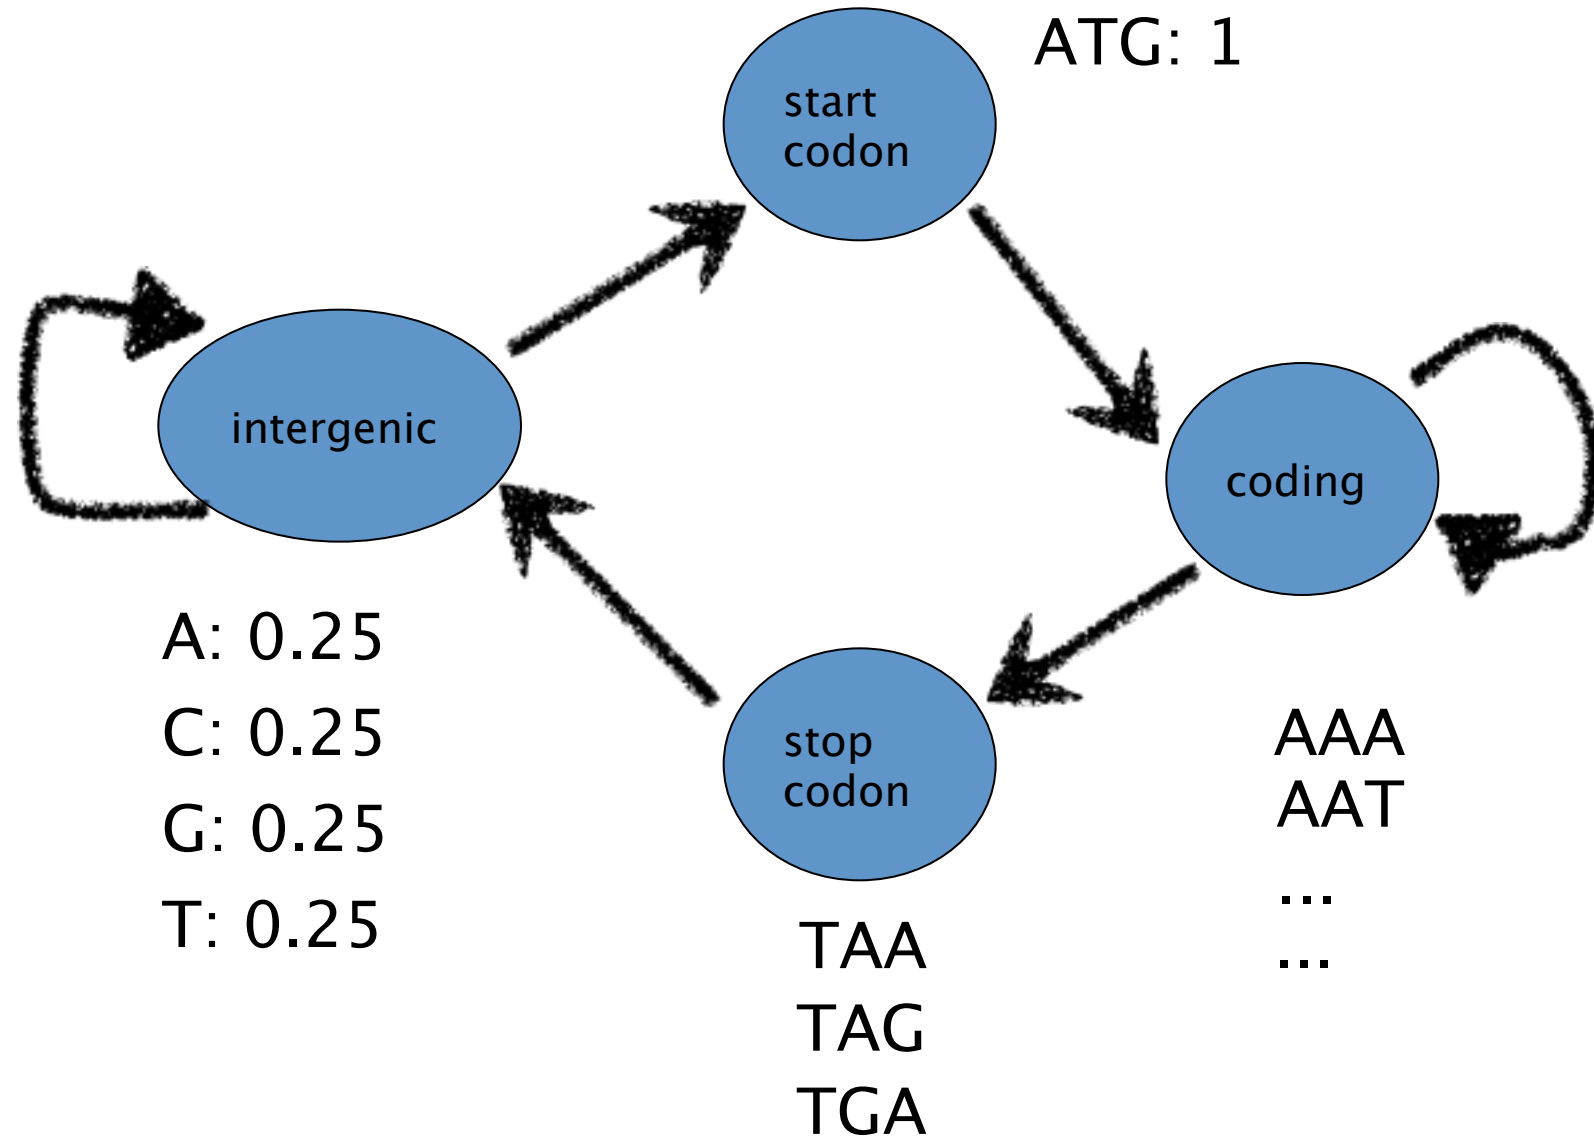 ATG: 1
start
codon
intergenic
coding
A: 0.25
C: 0.25
G: 0.25
T: 0.25
stop
codon
TAA
TAG
TGA
AAA
AAT
...
...